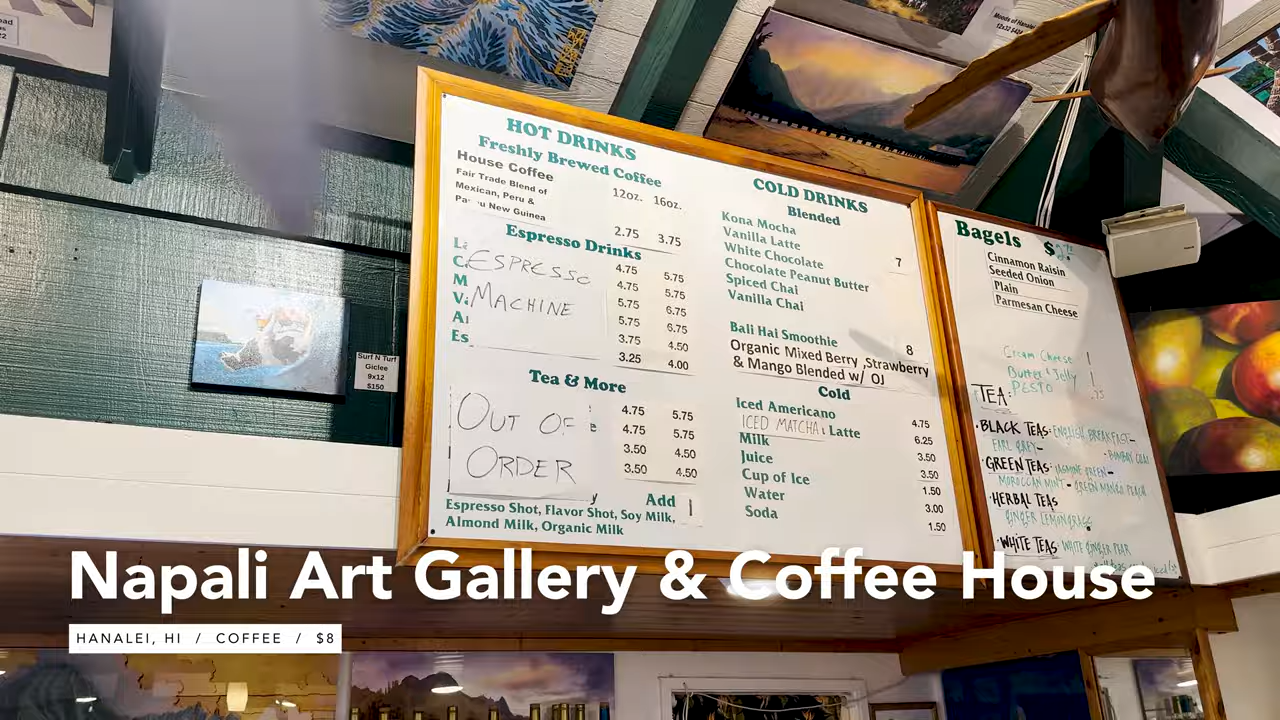 Moods of Hanalei
HOT DRINKS
Freshly Brewed Coffee
House Coffee
Fair Trade Blend of
Mexican, Peru &
New Guinea
12oz. 16oz.
2.75 3.75
Espresso Drinks
ESPRESSO
MACHINE
4.75 5.75
4.75 5.75
5.75 6.75
5.75 6.75
3.75 4.50
3.25 4.00
Tea & More
OUT OF
ORDER
4.75 5.75
4.75 5.75
3.50 4.50
3.50 4.50
Add 1
Espresso Shot, Flavor Shot, Soy Milk,
Almond Milk, Organic Milk
COLD DRINKS
Blended
Kona Mocha
Vanilla Latte
White Chocolate 7
Chocolate Peanut Butter
Spiced Chai
Vanilla Chai
Bali Hai Smoothie 8
Organic Mixed Berry ,Strawberry
& Mango Blended w/ OJ
Cold
Iced Americano 4.75
ICED MATCHA Latte 6.25
Milk 3.50
Juice 3.50
Cup of Ice 1.50
Water 3.00
Soda 1.50
Bagels $
Cinnamon Raisin
Seeded Onion
Plain
Parmesan Cheese
Cream Cheese 1
Butter & Jelly 1
PESTO .75
TEA:
BLACK TEAS: ENGLISH BREAKFAST-
EARL GREY- - BOMBAY CHAI
GREEN TEAS: JASMINE GREEN-
MOROCCAN MINT - GREEN MANGO PEACH
HERBAL TEAS
GINGER LEMONGRASS
WHITE TEAS: WHITE GINGER PEAR
Surf N Turf
Giclee
9x12
$150
Napali Art Gallery & Coffee House
HANALEI, HI / COFFEE / $8